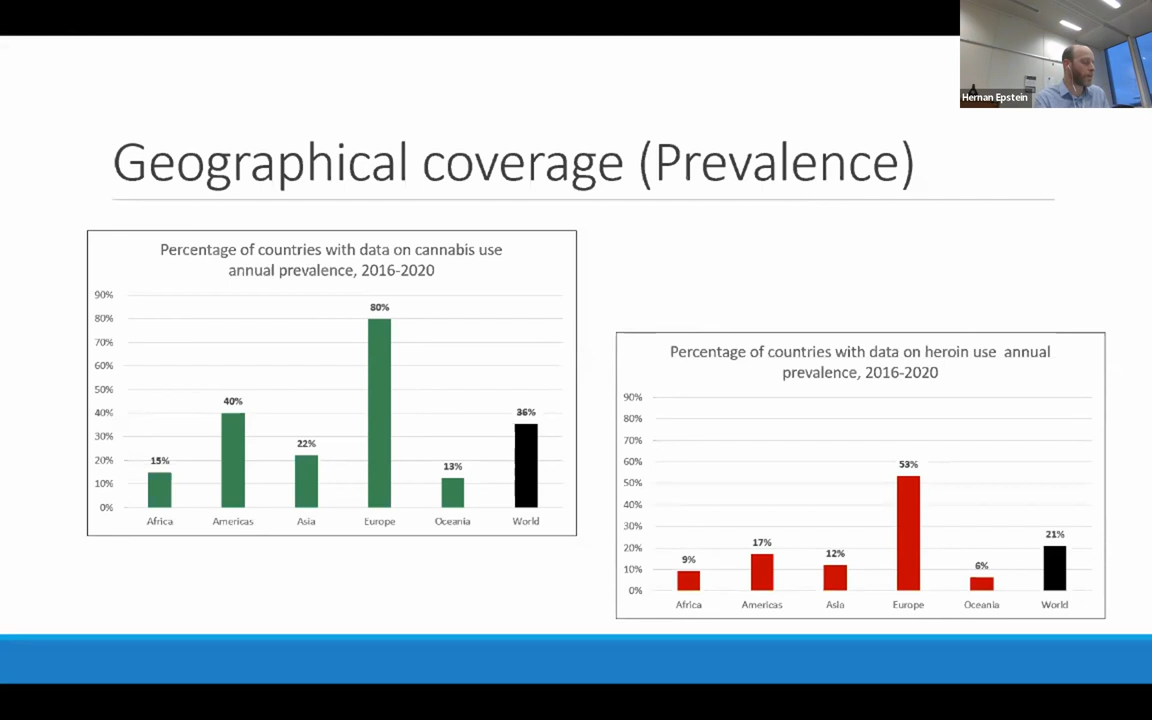 Hernan Epstein
Geographical coverage (Prevalence)
Percentage of countries with data on cannabis use
annual prevalence, 2016-2020
90%
80%
70%
60%
50%
40%
30%
20%
10%
0%
15%
40%
22%
80%
13%
36%
Africa
Americas
Asia
Europe
Oceania
World
Percentage of countries with data on heroin use annual
prevalence, 2016-2020
90%
80%
70%
60%
50%
40%
30%
20%
10%
0%
9%
17%
12%
53%
6%
21%
Africa
Americas
Asia
Europe
Oceania
World